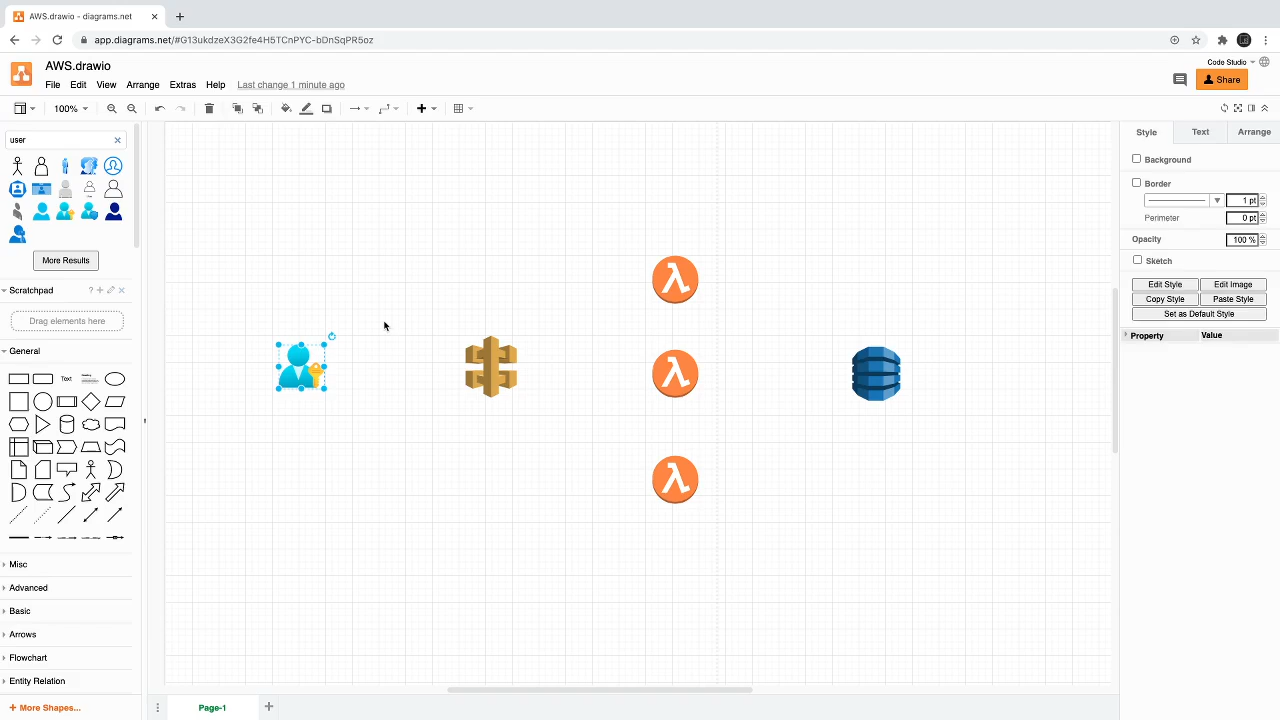 AWS.drawio - diagrams.net
app.diagrams.net/#G13ukdzeX3G2fe4H5TCnPYC-bDnSqPR5oz
AWS.drawio
Code Studio
File Edit View Arrange Extras Help Last change 1 minute ago
Share
100%
user
Style Text Arrange
Background
Border
1 pt
Perimeter 0 pt
Opacity 100 %
Sketch
More Results
Edit Style Edit Image
Scratchpad
Copy Style Paste Style
Set as Default Style
Drag elements here
Property Value
General
Text
Misc
Advanced
Basic
Arrows
Flowchart
Entity Relation
More Shapes...
Page-1
λ
λ
λ